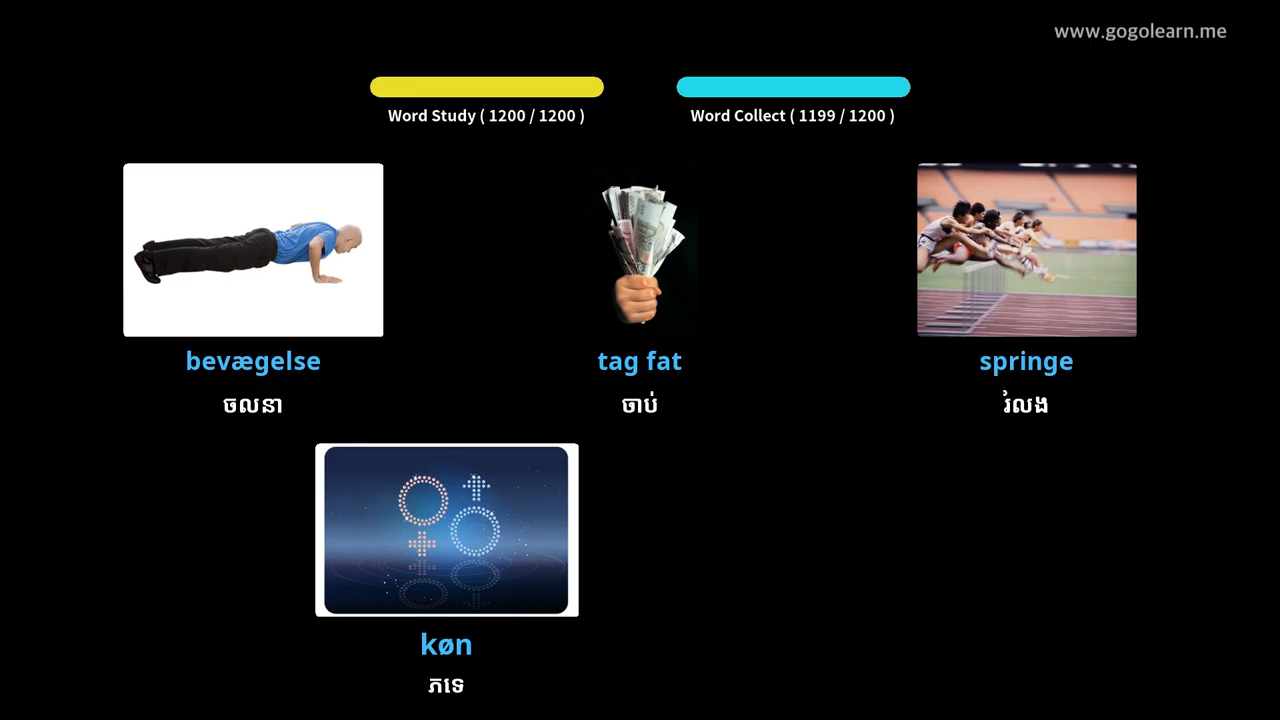 www.gogolearn.me
Word Study ( 1200 / 1200 )
Word Collect ( 1199 / 1200 )
bevægelse
tag fat
springe
ចលនា
ចាប់
រំលង
køn
ភេទ